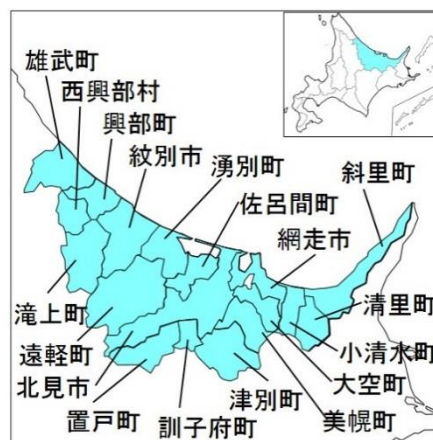 雄武町
西興部村
興部町
紋別市
湧別町
佐呂間町
斜里町
網走市
滝上町
遠軽町
北見市
置戸町
訓子府町
津別町
美幌町
大空町
小清水町
清里町